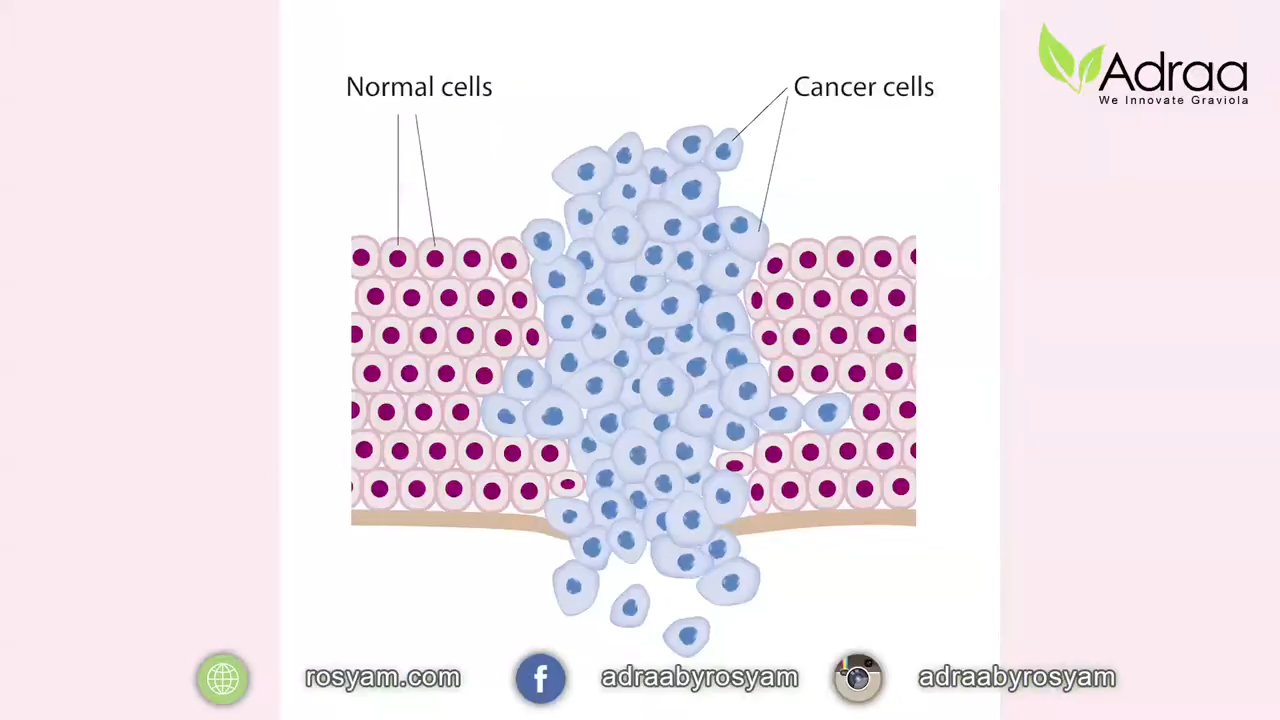 Adraa
We Innovate Graviola
Normal cells
Cancer cells
rosyam.com
adraabyrosyam
adraabyrosyam